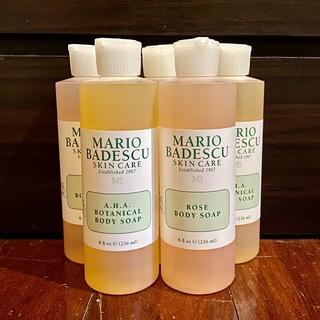 MARIO
BADESCU
SKIN CARE
Established 1967
MB
A.H.A.
BOTANICAL
BODY SOAP
8 fl oz ℮ (236 ml)
MARIO
BADESCU
SKIN CARE
Established 1967
MB
ROSE
BODY SOAP
8 fl oz ℮ (236 ml)